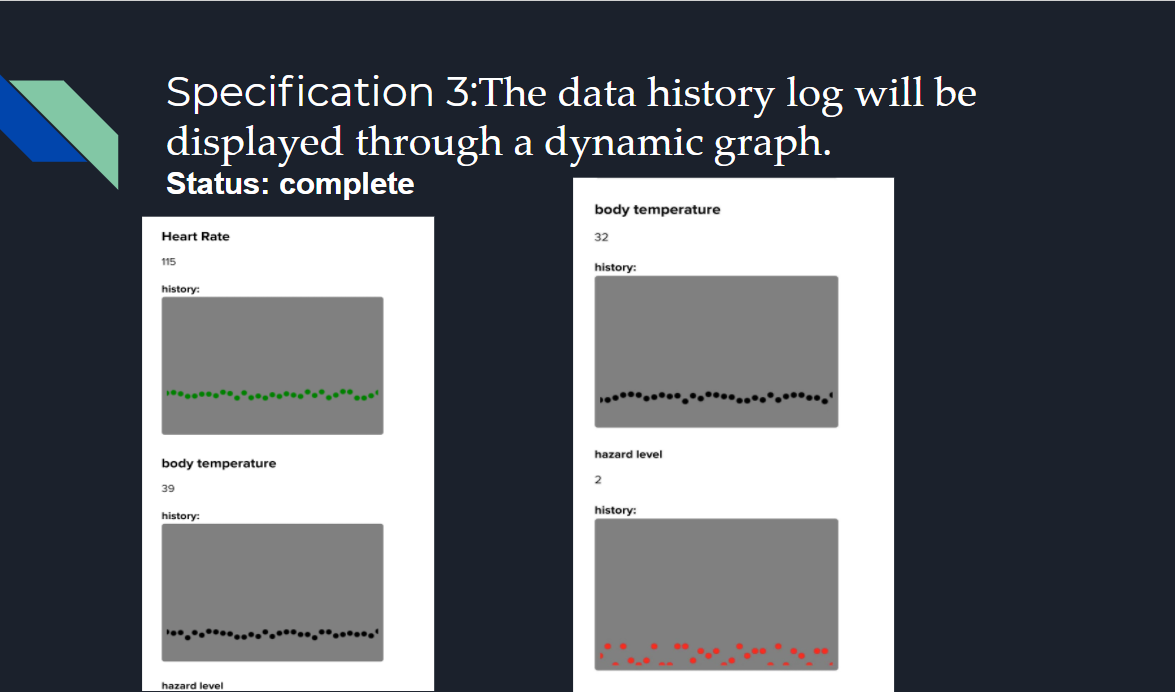 Specification 3:The data history log will be
displayed through a dynamic graph.
Status: complete
Heart Rate
115
history:
body temperature
39
history:
hazard level
body temperature
32
history:
hazard level
2
history: